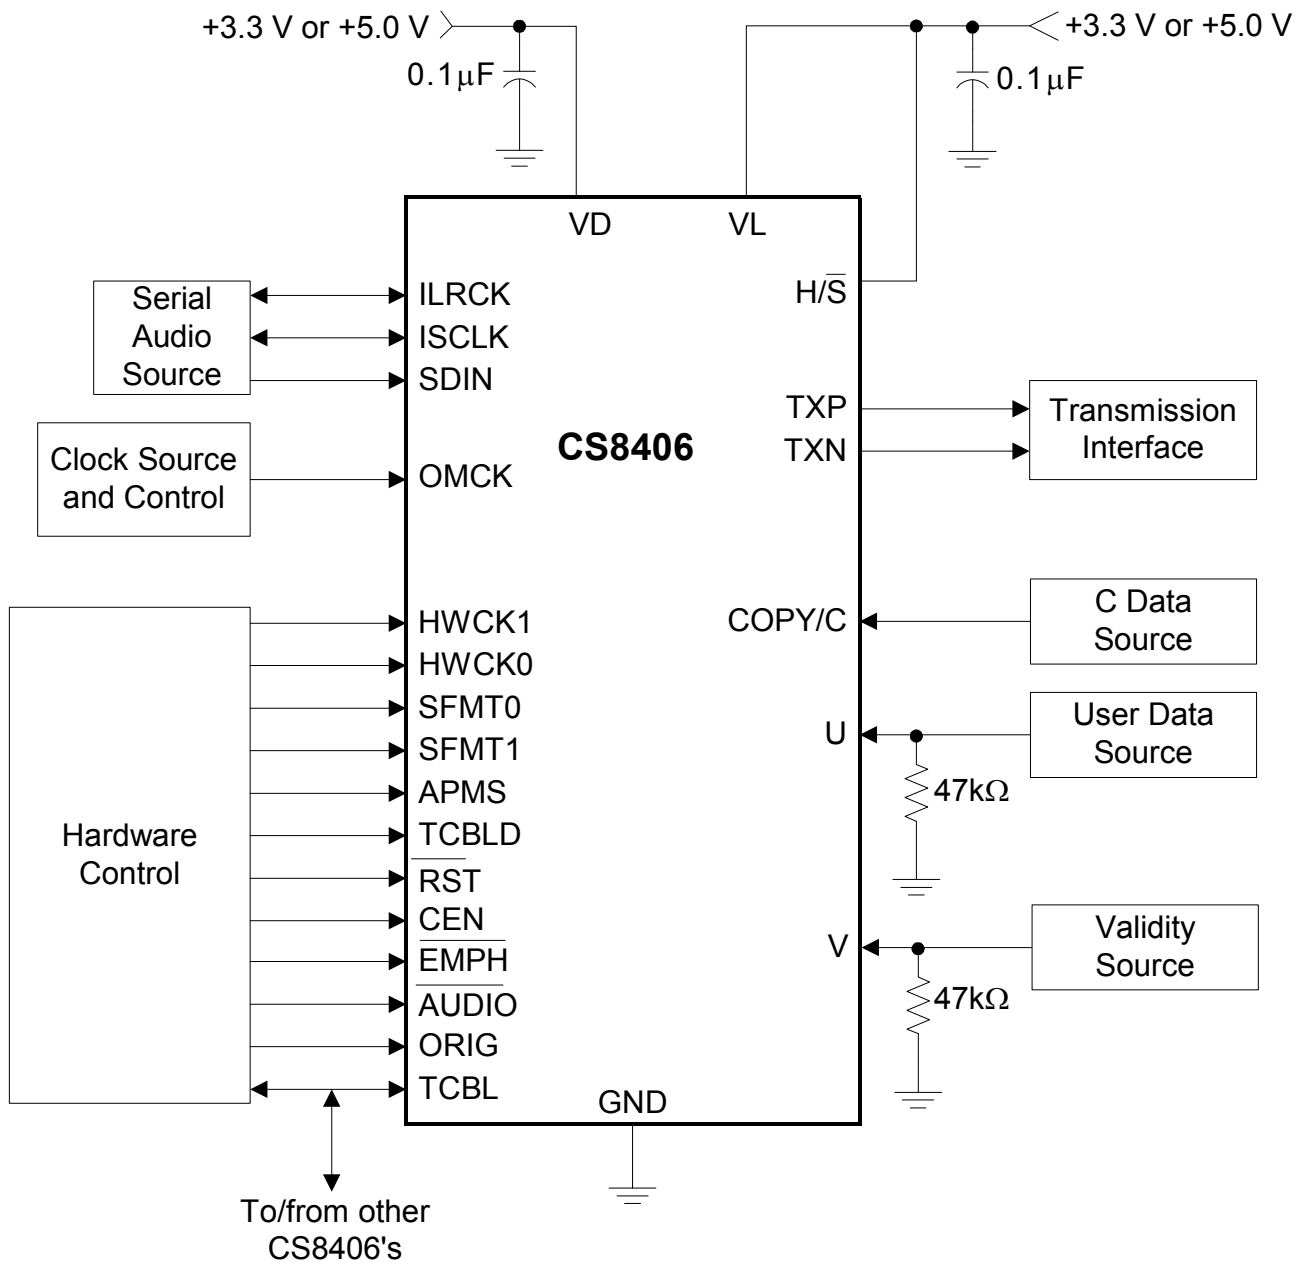 +3.3 V or +5.0 V
+3.3 V or +5.0 V
0.1µF
0.1µF
VD
VL
Serial
Audio
Source
ILRCK
ISCLK
SDIN
H/S̅
TXP
TXN
Transmission
Interface
CS8406
Clock Source
and Control
OMCK
COPY/C
C Data
Source
U
User Data
Source
47kΩ
V
Validity
Source
47kΩ
Hardware
Control
HWCK1
HWCK0
SFMT0
SFMT1
APMS
TCBLD
R̅S̅T̅
CEN
E̅M̅P̅H̅
A̅U̅D̅I̅O̅
ORIG
TCBL
GND
To/from other
CS8406's